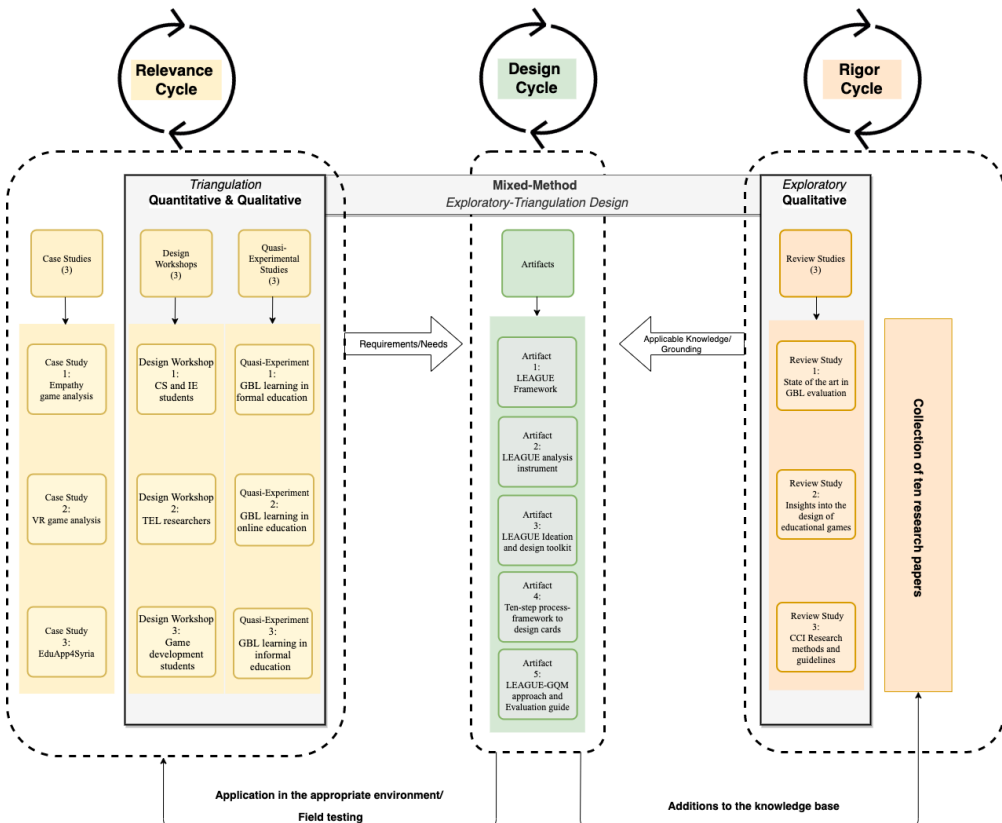 Relevance
Cycle
Design
Cycle
Rigor
Cycle
Triangulation
Quantitative & Qualitative
Mixed-Method
Exploratory-Triangulation Design
Exploratory
Qualitative
Case Studies
(3)
Design
Workshops
(3)
Quasi-
Experimental
Studies
(3)
Artifacts
Review Studies
(3)
Requirements/Needs
Applicable Knowledge/
Grounding
Case Study
1:
Empathy
game analysis
Case Study
2:
VR game analysis
Case Study
3:
EduApp4Syria
Design Workshop
1:
CS and IE
students
Design Workshop
2:
TEL researchers
Design Workshop
3:
Game
development
students
Quasi-Experiment
1:
GBL learning in
formal education
Quasi-Experiment
2:
GBL learning in
online education
Quasi-Experiment
3:
GBL learning in
informal
education
Artifact
1:
LEAGUE
Framework
Artifact
2:
LEAGUE analysis
instrument
Artifact
3:
LEAGUE Ideation
and design toolkit
Artifact
4:
Ten-step process-
framework to
design cards
Artifact
5:
LEAGUE-GQM
approach and
Evaluation guide
Review Study
1:
State of the art in
GBL evaluation
Review Study
2:
Insights into the
design of
educational games
Review Study
3:
CCI Research
methods and
guidelines
Collection of ten research papers
Application in the appropriate environment/
Field testing
Additions to the knowledge base